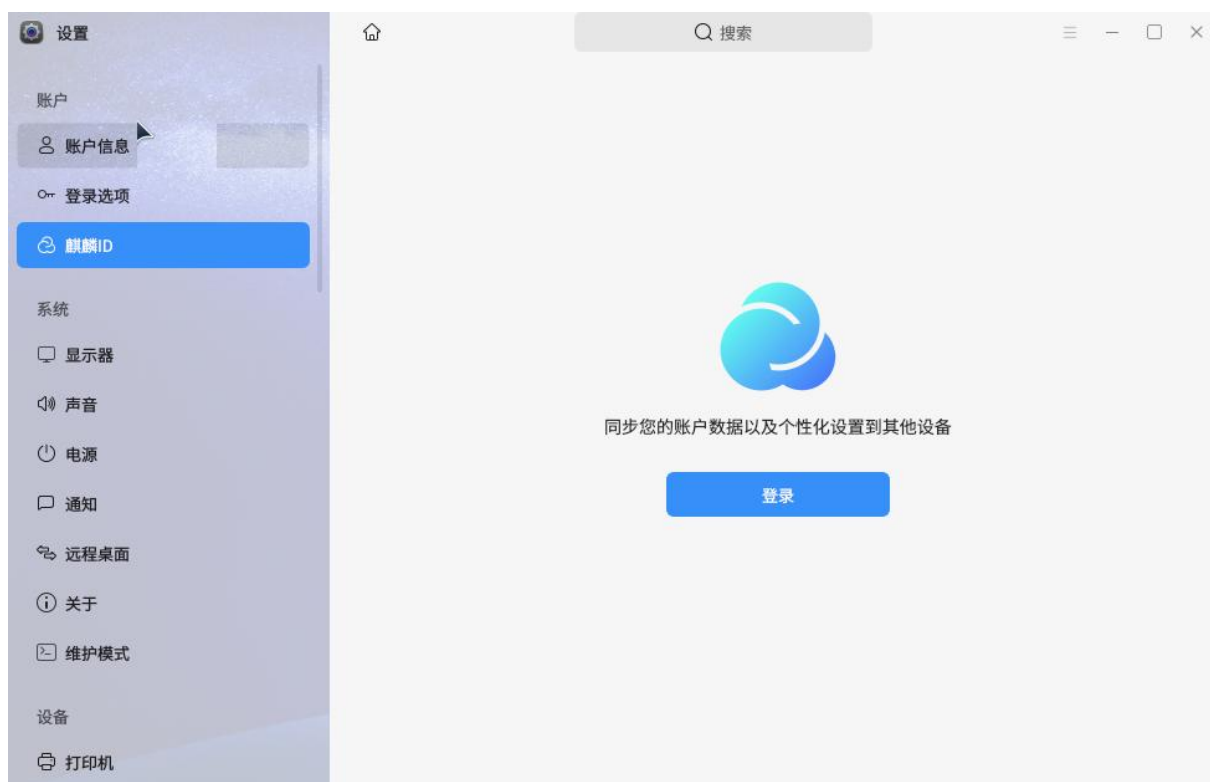 设置
搜索
账户
账户信息
登录选项
麒麟ID
系统
显示器
声音
电源
通知
远程桌面
关于
维护模式
设备
打印机
同步您的账户数据以及个性化设置到其他设备
登录